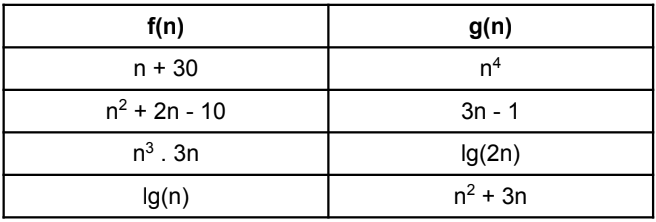 f(n) g(n)
n + 30 n⁴
n² + 2n - 10 3n - 1
n³ . 3n lg(2n)
lg(n) n² + 3n